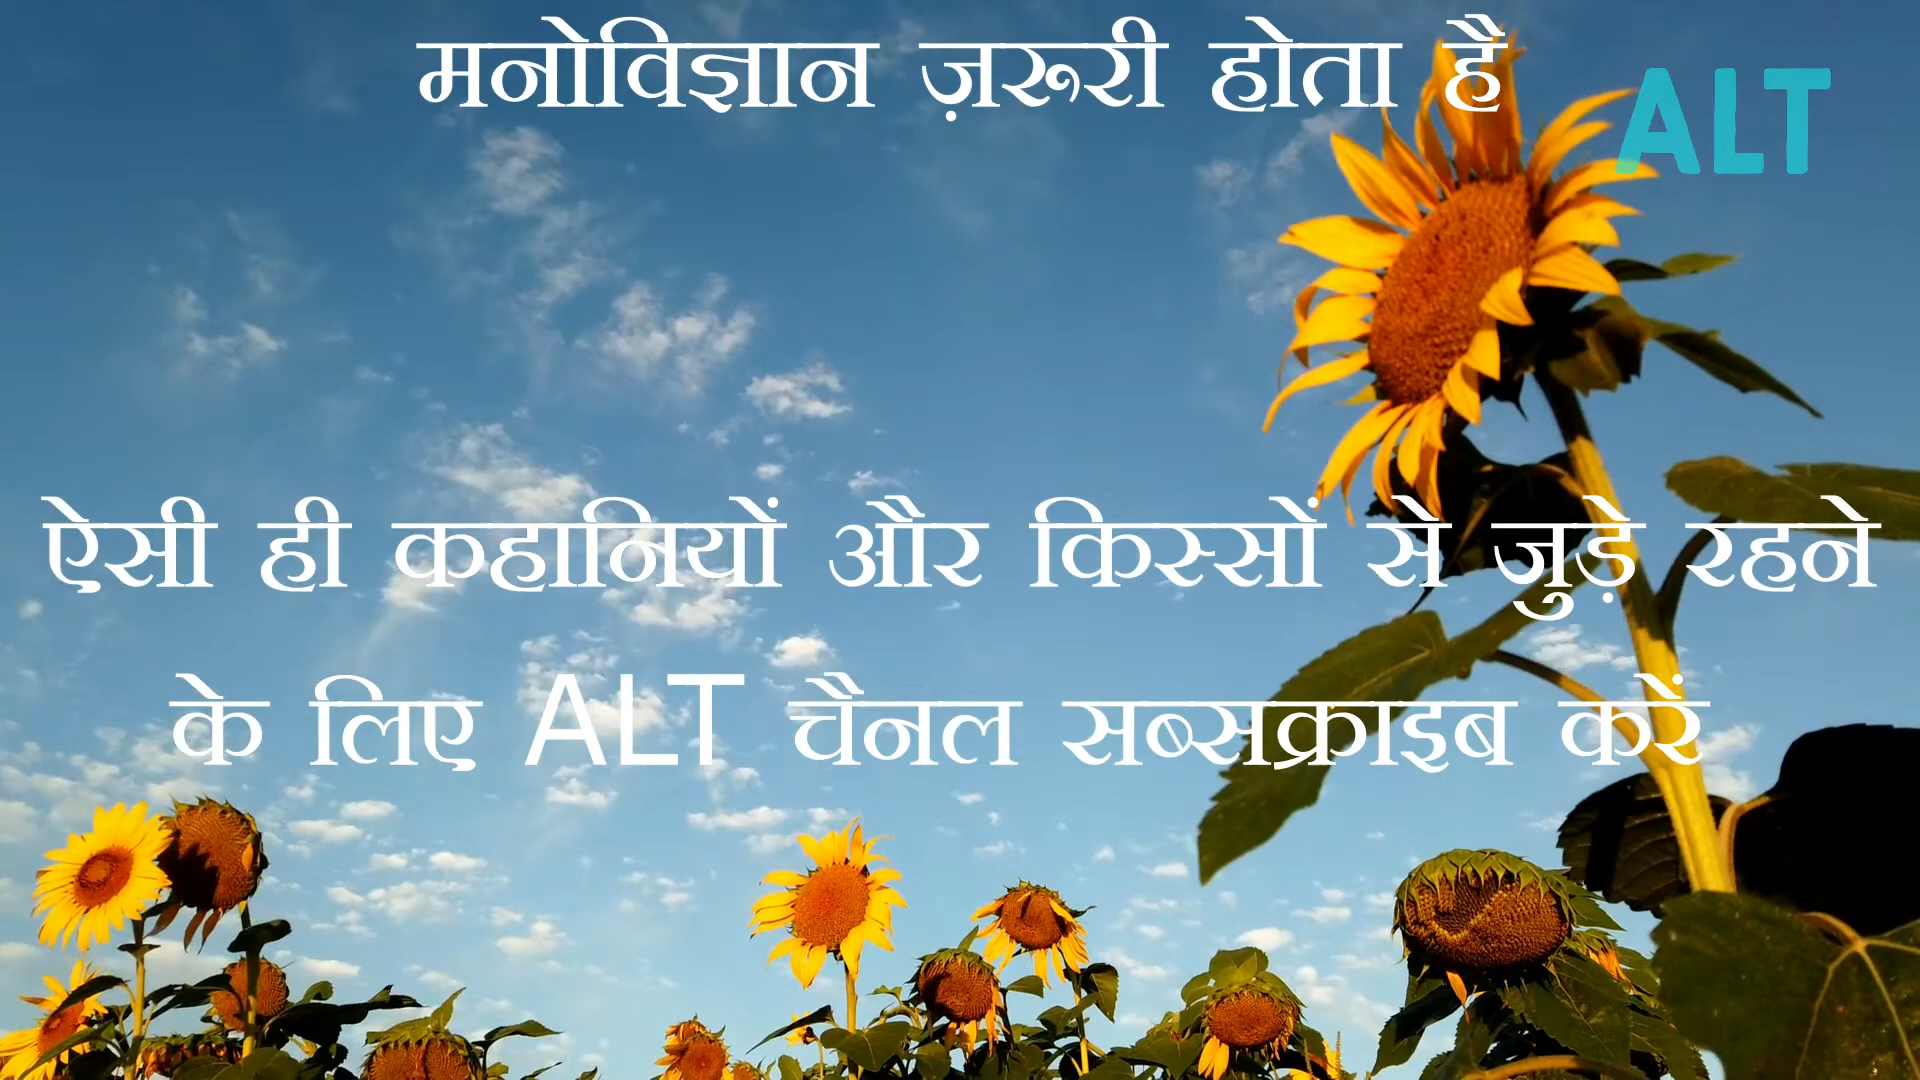 मनोविज्ञान ज़रूरी होता है
ALT
ऐसी ही कहानियों और किस्सों से जुड़े रहने
के लिए ALT चैनल सब्सक्राइब करें